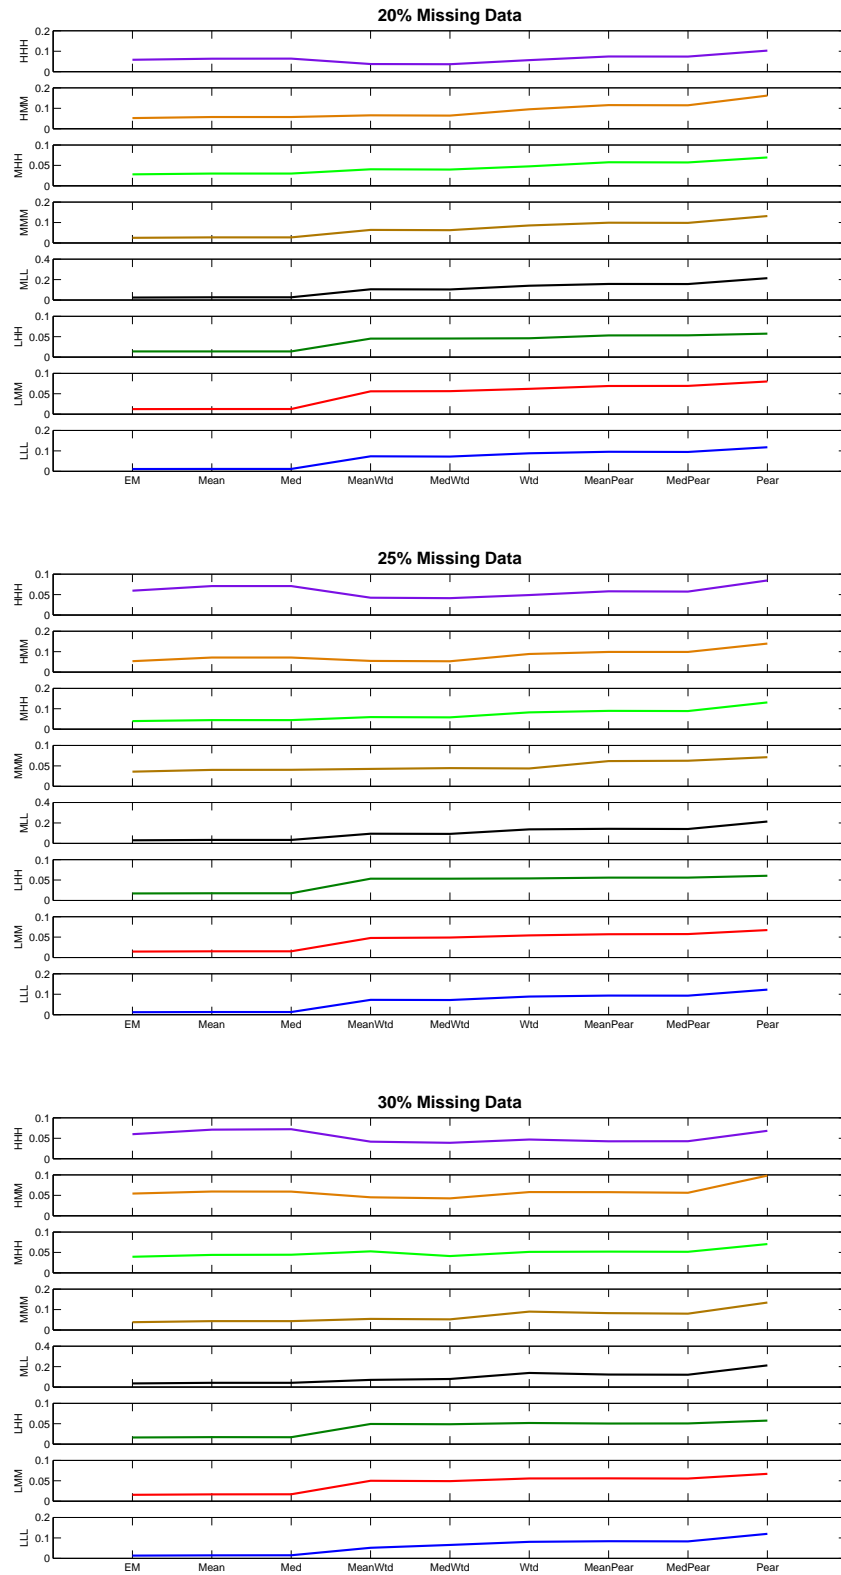 20% Missing Data
0.2
0.1
0
HHH
0.2
0.1
0
HMM
0.1
0.05
0
MHH
0.2
0.1
0
MMM
0.4
0.2
0
MLL
0.1
0.05
0
LHH
0.1
0.05
0
LMM
0.2
0.1
0
LLL
EM Mean Med MeanWtd MedWtd Wtd MeanPear MedPear Pear
25% Missing Data
0.1
0.05
0
HHH
0.2
0.1
0
HMM
0.2
0.1
0
MHH
0.1
0.05
0
MMM
0.4
0.2
0
MLL
0.1
0.05
0
LHH
0.1
0.05
0
LMM
0.2
0.1
0
LLL
EM Mean Med MeanWtd MedWtd Wtd MeanPear MedPear Pear
30% Missing Data
0.1
0.05
0
HHH
0.1
0.05
0
HMM
0.1
0.05
0
MHH
0.2
0.1
0
MMM
0.4
0.2
0
MLL
0.1
0.05
0
LHH
0.1
0.05
0
LMM
0.2
0.1
0
LLL
EM Mean Med MeanWtd MedWtd Wtd MeanPear MedPear Pear